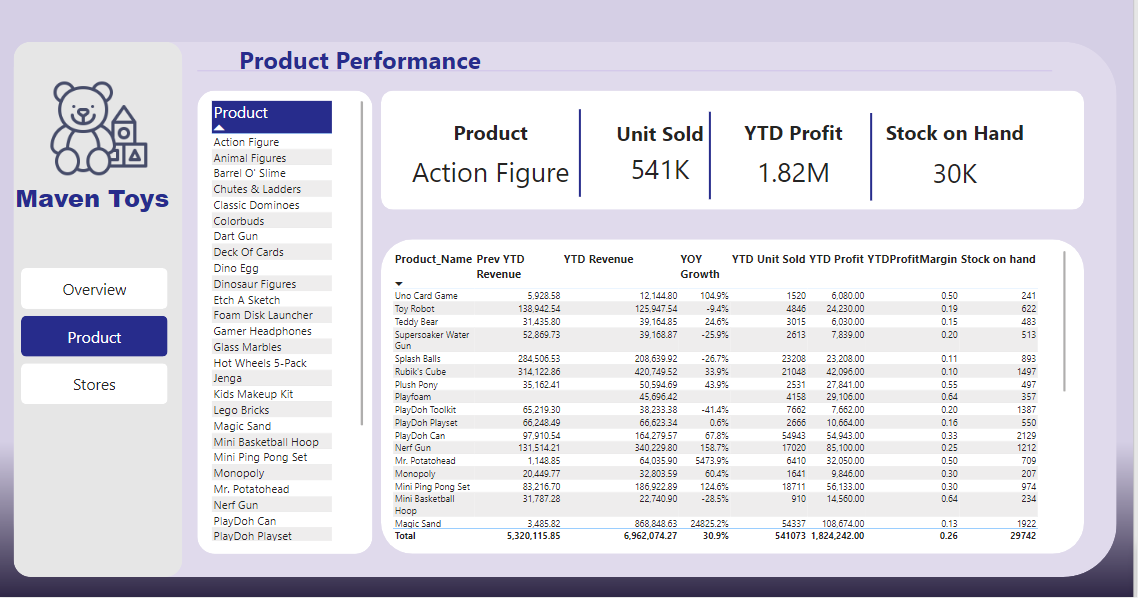 Product Performance
Maven Toys
Overview
Product
Stores
Product
Action Figure
Animal Figures
Barrel O' Slime
Chutes & Ladders
Classic Dominoes
Colorbuds
Dart Gun
Deck Of Cards
Dino Egg
Dinosaur Figures
Etch A Sketch
Foam Disk Launcher
Gamer Headphones
Glass Marbles
Hot Wheels 5-Pack
Jenga
Kids Makeup Kit
Lego Bricks
Magic Sand
Mini Basketball Hoop
Mini Ping Pong Set
Monopoly
Mr. Potatohead
Nerf Gun
PlayDoh Can
PlayDoh Playset
Product Unit Sold YTD Profit Stock on Hand
Action Figure 541K 1.82M 30K
Product_Name Prev YTD YTD Revenue YOY YTD Unit Sold YTD Profit YTDProfitMargin Stock on hand
Revenue Growth
Uno Card Game 5,928.58 12,144.80 104.9% 1520 6,080.00 0.50 241
Toy Robot 138,942.54 125,947.54 -9.4% 4846 24,230.00 0.19 622
Teddy Bear 31,435.80 39,164.85 24.6% 3015 6,030.00 0.15 483
Supersoaker Water 52,869.73 39,168.87 -25.9% 2613 7,839.00 0.20 513
Gun
Splash Balls 284,506.53 208,639.92 -26.7% 23208 23,208.00 0.11 893
Rubik's Cube 314,122.86 420,749.52 33.9% 21048 42,096.00 0.10 1497
Plush Pony 35,162.41 50,594.69 43.9% 2531 27,841.00 0.55 497
Playfoam 45,696.42 4158 29,106.00 0.64 357
PlayDoh Toolkit 65,219.30 38,233.38 -41.4% 7662 7,662.00 0.20 1387
PlayDoh Playset 66,248.49 66,623.34 0.6% 2666 10,664.00 0.16 550
PlayDoh Can 97,910.54 164,279.57 67.8% 54943 54,943.00 0.33 2129
Nerf Gun 131,514.21 340,229.80 158.7% 17020 85,100.00 0.25 1212
Mr. Potatohead 1,148.85 64,035.90 5473.9% 6410 32,050.00 0.50 709
Monopoly 20,449.77 32,803.59 60.4% 1641 9,846.00 0.30 207
Mini Ping Pong Set 83,216.70 186,922.89 124.6% 18711 56,133.00 0.30 974
Mini Basketball 31,787.28 22,740.90 -28.5% 910 14,560.00 0.64 234
Hoop
Magic Sand 3,485.82 868,848.63 24825.2% 54337 108,674.00 0.13 1922
Total 5,320,115.85 6,962,074.27 30.9% 541073 1,824,242.00 0.26 29742